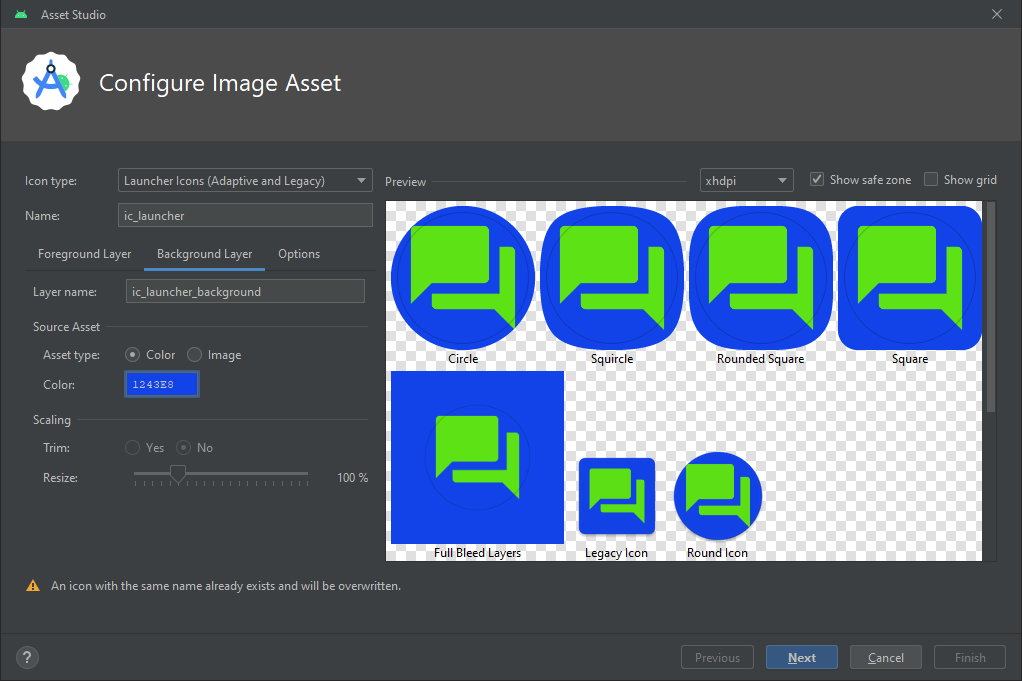 Asset Studio
Configure Image Asset
Icon type:
Launcher Icons (Adaptive and Legacy)
Name:
ic_launcher
Foreground Layer
Background Layer
Options
Layer name:
ic_launcher_background
Source Asset
Asset type:
Color
Image
Color:
1243E8
Scaling
Trim:
Yes
No
Resize:
100 %
Preview
xhdpi
Show safe zone
Show grid
Circle
Squircle
Rounded Square
Square
Full Bleed Layers
Legacy Icon
Round Icon
An icon with the same name already exists and will be overwritten.
?
Previous
Next
Cancel
Finish